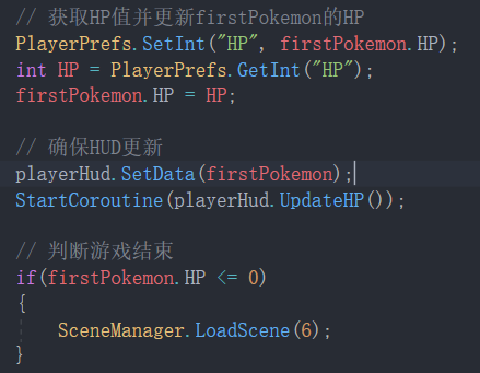 // 获取HP值并更新firstPokemon的HP
PlayerPrefs.SetInt("HP", firstPokemon.HP);
int HP = PlayerPrefs.GetInt("HP");
firstPokemon.HP = HP;
// 确保HUD更新
playerHud.SetData(firstPokemon);
StartCoroutine(playerHud.UpdateHP());
// 判断游戏结束
if(firstPokemon.HP <= 0)
{
SceneManager.LoadScene(6);
}